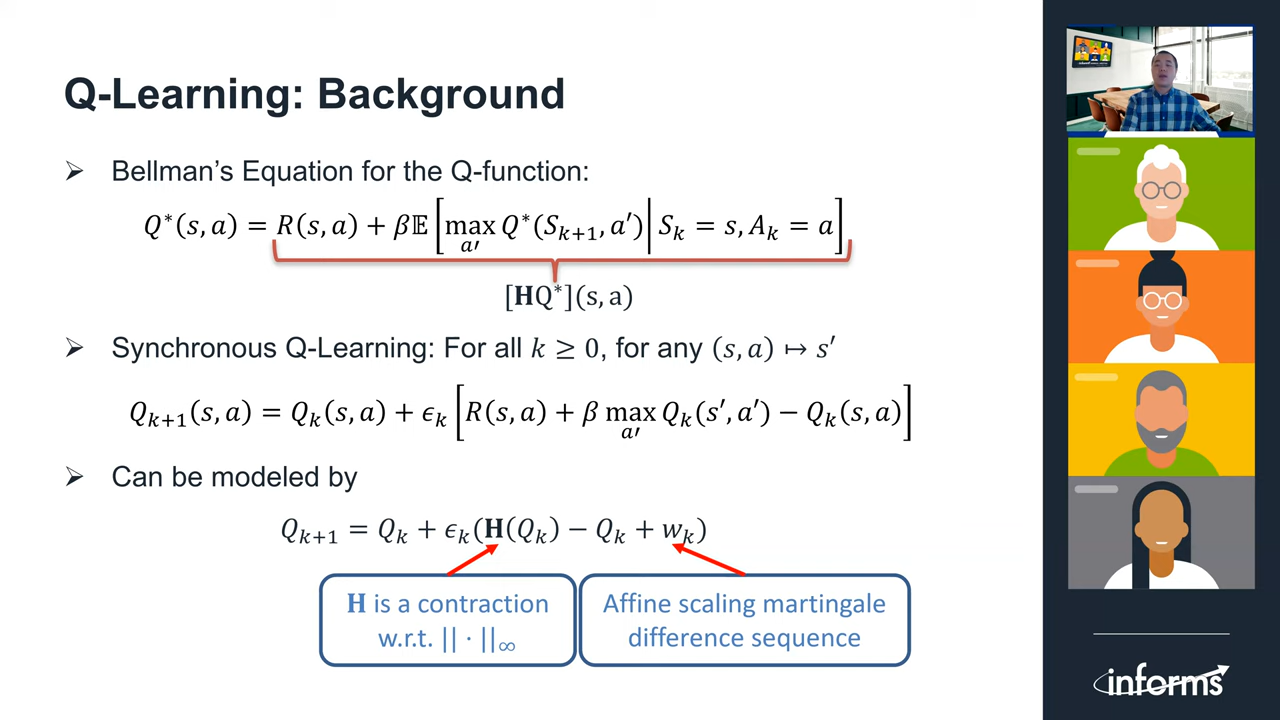 Q-Learning: Background
➢ Bellman's Equation for the Q-function:
Q*(s, a) = R(s, a) + β𝔼 [max_{a′} Q*(S_{k+1}, a′) | S_k = s, A_k = a]
[𝐇Q*](s, a)
➢ Synchronous Q-Learning: For all k ≥ 0, for any (s, a) ↦ s′
Q_{k+1}(s, a) = Q_k(s, a) + ϵ_k [R(s, a) + β max_{a′} Q_k(s′, a′) − Q_k(s, a)]
➢ Can be modeled by
Q_{k+1} = Q_k + ϵ_k(𝐇(Q_k) − Q_k + w_k)
𝐇 is a contraction
w.r.t. || · ||_∞
Affine scaling martingale
difference sequence
informs